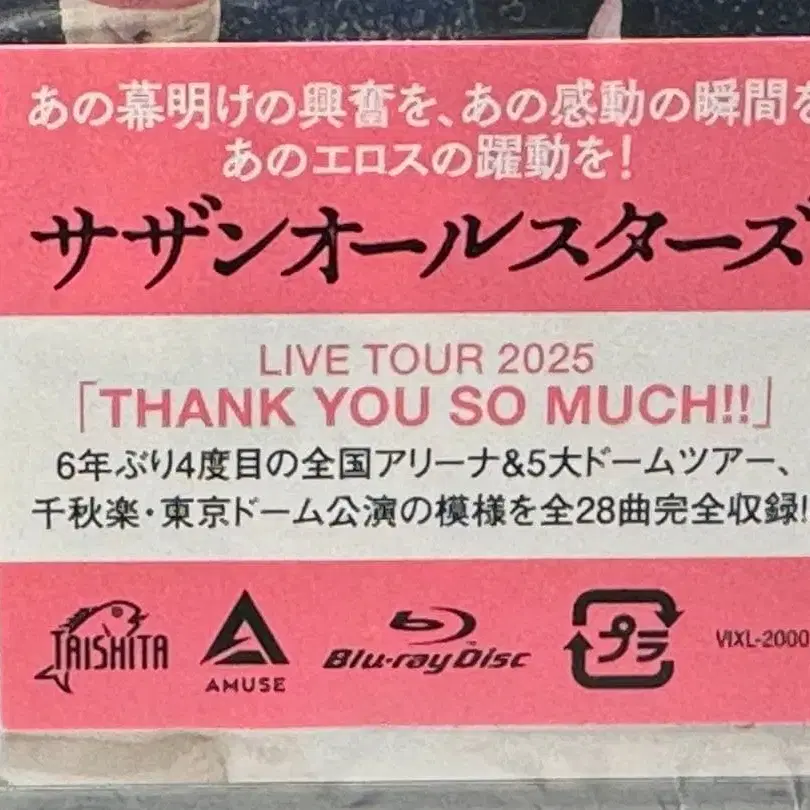 あの幕明けの興奮を、あの感動の瞬間を
あのエロスの躍動を!
サザンオールスターズ
LIVE TOUR 2025
「THANK YOU SO MUCH!!」
6年ぶり4度目の全国アリーナ&5大ドームツアー、
千秋楽・東京ドーム公演の模様を全28曲完全収録!
TAISHITA
AMUSE
Blu-ray Disc
プラ
VIXL-2000